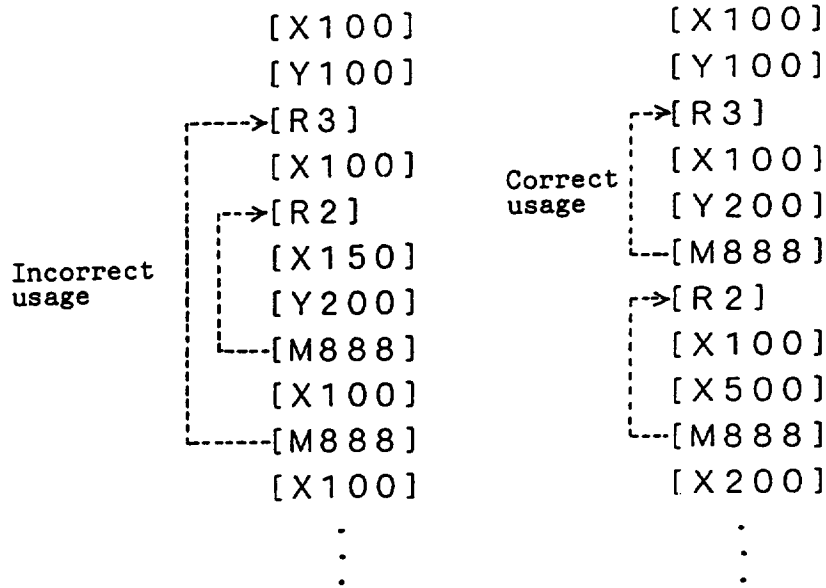 [X100]
[Y100]
[R3]
[X100]
[R2]
[X150]
[Y200]
[M888]
[X100]
[M888]
[X100]
Incorrect
usage
[X100]
[Y100]
[R3]
[X100]
[Y200]
[M888]
[R2]
[X100]
[X500]
[M888]
[X200]
Correct
usage